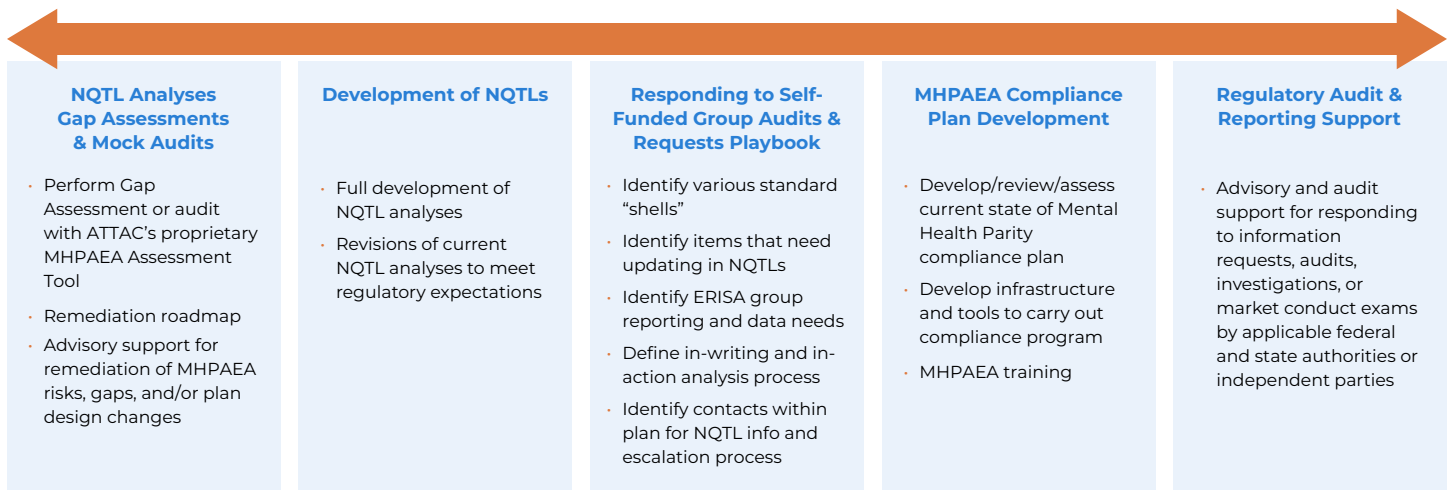 NQTL Analyses
Gap Assessments
& Mock Audits
· Perform Gap
Assessment or audit
with ATTAC’s proprietary
MHPAEA Assessment
Tool
· Remediation roadmap
· Advisory support for
remediation of MHPAEA
risks, gaps, and/or plan
design changes
Development of NQTLs
· Full development of
NQTL analyses
· Revisions of current
NQTL analyses to meet
regulatory expectations
Responding to Self-
Funded Group Audits &
Requests Playbook
· Identify various standard
“shells”
· Identify items that need
updating in NQTLs
· Identify ERISA group
reporting and data needs
· Define in-writing and in-
action analysis process
· Identify contacts within
plan for NQTL info and
escalation process
MHPAEA Compliance
Plan Development
· Develop/review/assess
current state of Mental
Health Parity
compliance plan
· Develop infrastructure
and tools to carry out
compliance program
· MHPAEA training
Regulatory Audit &
Reporting Support
· Advisory and audit
support for responding
to information
requests, audits,
investigations, or
market conduct exams
by applicable federal
and state authorities or
independent parties